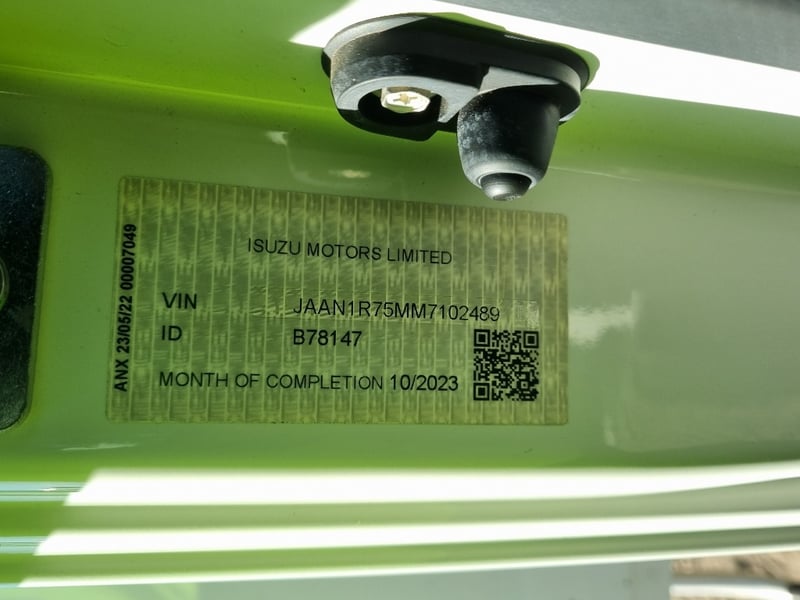 ISUZU MOTORS LIMITED
VIN JAAN1R75MM7102489
ID B78147
MONTH OF COMPLETION 10/2023
ANX 23/05/22 00007049